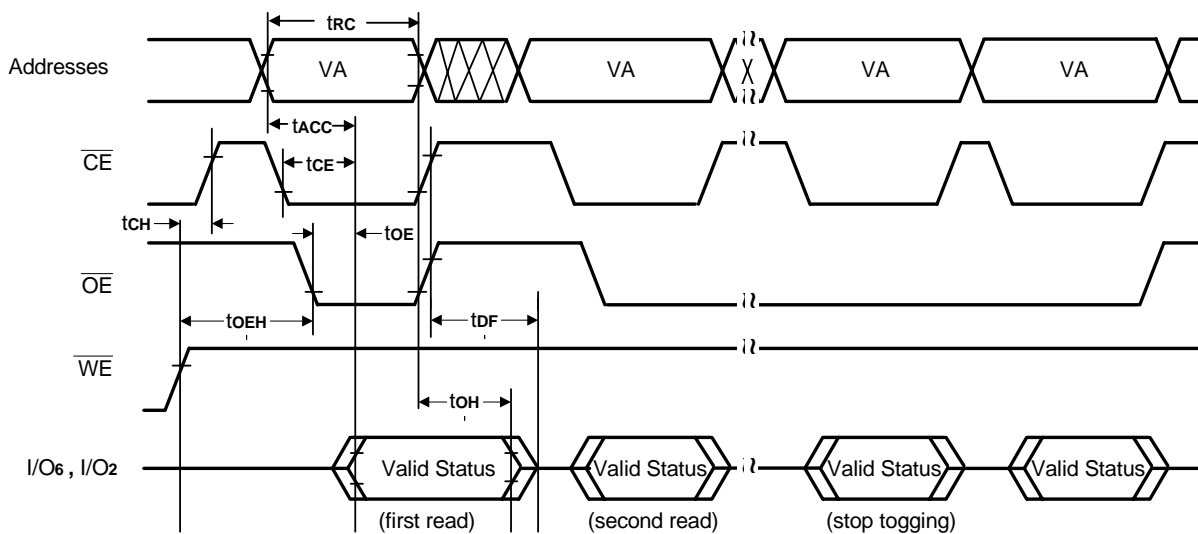 tRC
Addresses VA VA VA VA
tACC
CE tCE
tCH
OE tOE
tOEH tDF
WE
tOH
I/O6 , I/O2 Valid Status Valid Status Valid Status Valid Status
(first read) (second read) (stop togging)